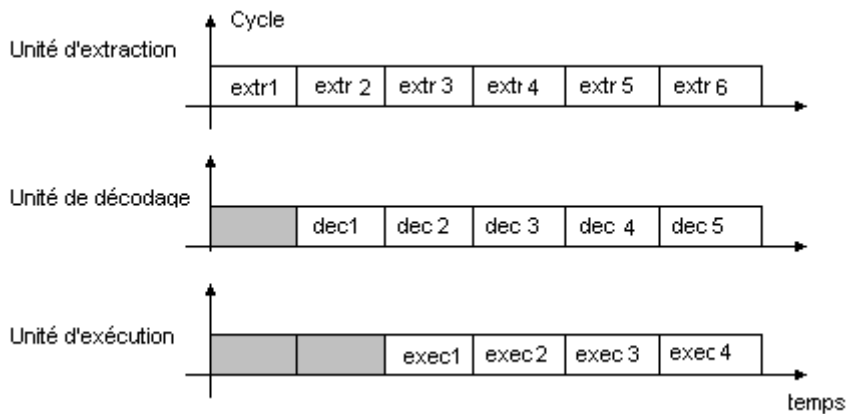 Cycle
Unité d'extraction
extr1 extr 2 extr 3 extr 4 extr 5 extr 6
Unité de décodage
dec1 dec 2 dec 3 dec 4 dec 5
Unité d'exécution
exec1 exec 2 exec 3 exec 4
temps